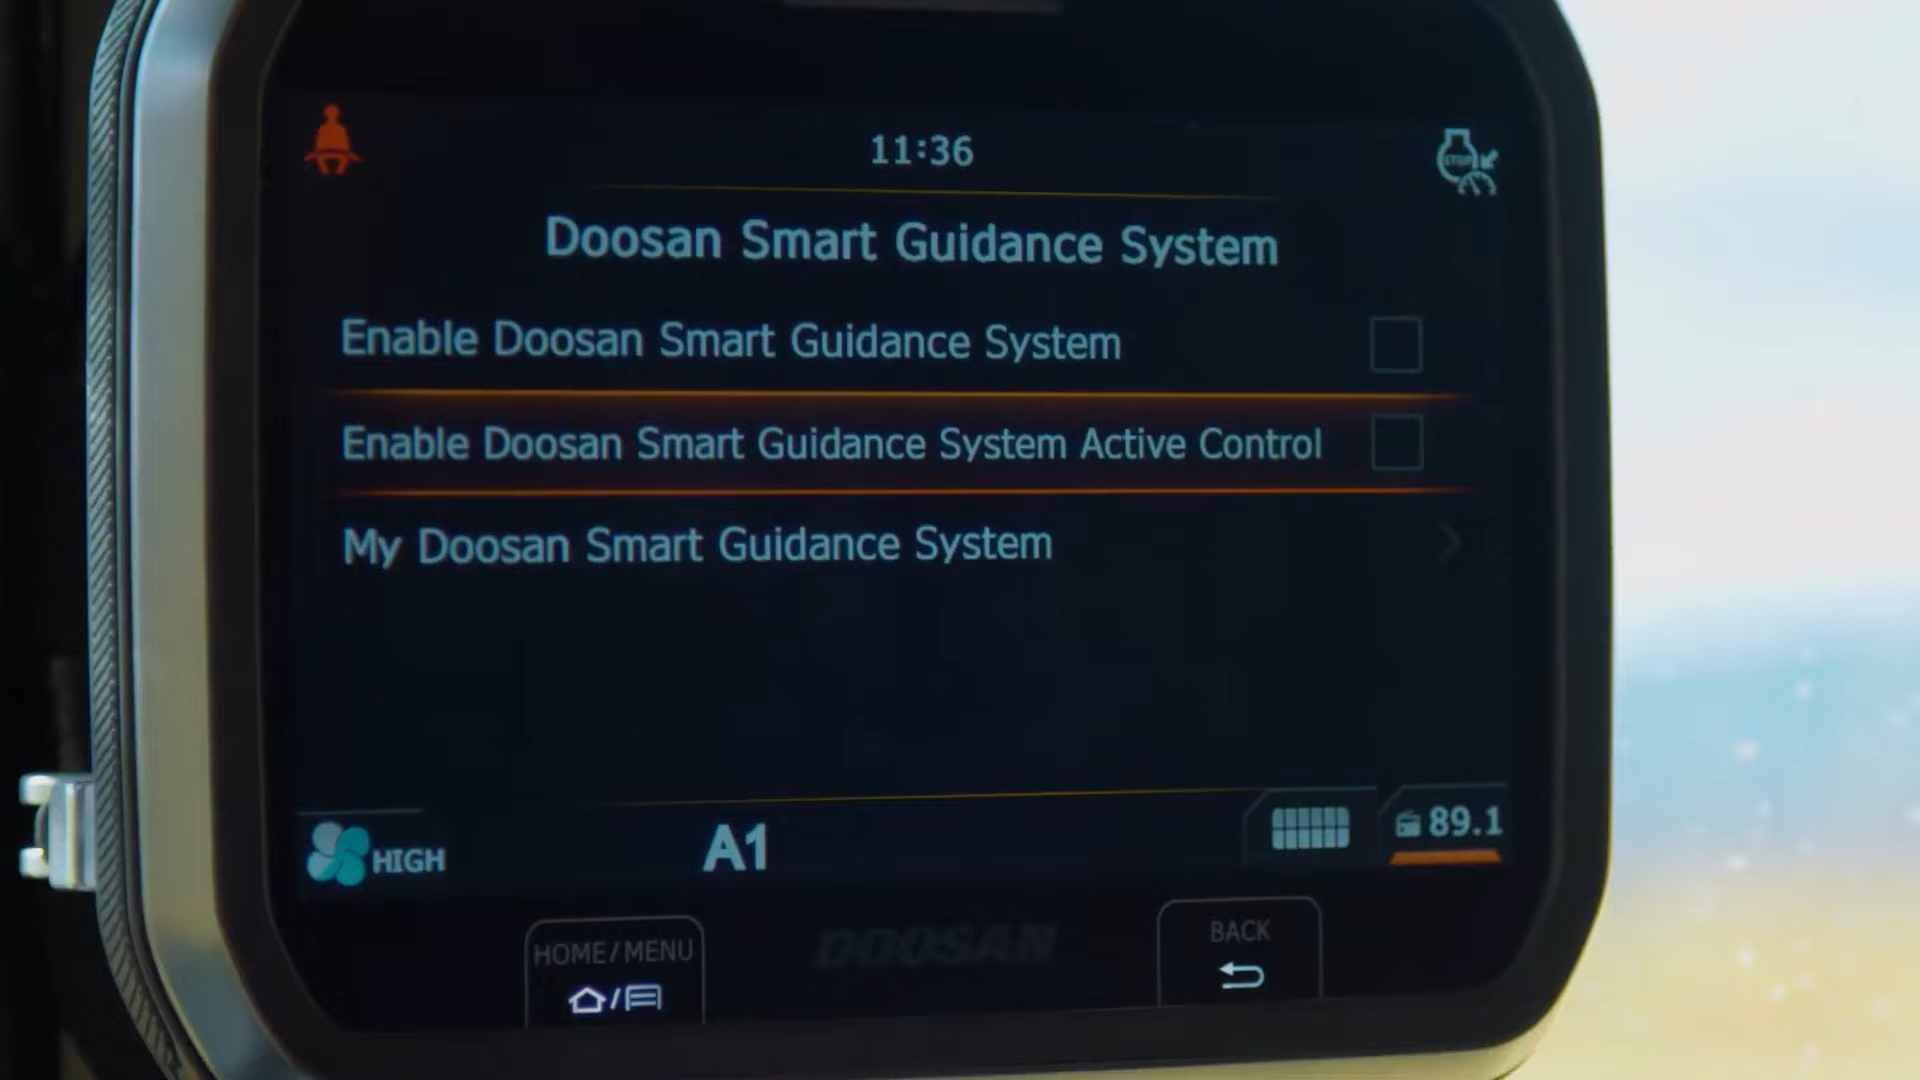 11:36
STOP
Doosan Smart Guidance System
Enable Doosan Smart Guidance System
Enable Doosan Smart Guidance System Active Control
My Doosan Smart Guidance System
HIGH
A1
89.1
HOME/MENU
DOOSAN
BACK
/